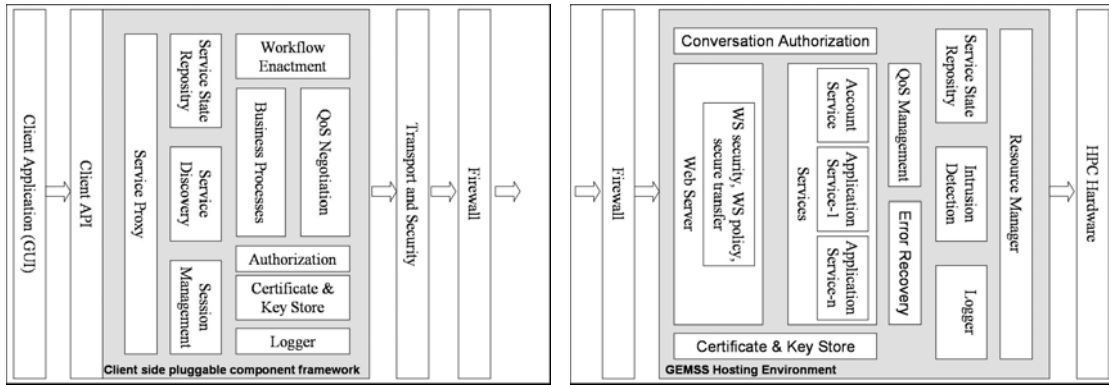 Client Application (GUI)
Client API
Service Proxy
Service State
Repositry
Service
Discovery
Session
Management
Workflow
Enactment
Business Processes
QoS Negotiation
Authorization
Certificate &
Key Store
Logger
Client side pluggable component framework
Transport and Security
Firewall
Firewall
Conversation Authorization
Web Server
WS security, WS policy,
secure transfer
Services
Account
Service
Application
Service-1
Application
Service-n
QoS Management
Error Recovery
Service State
Repositry
Intrusion
Detection
Logger
Resource Manager
Certificate & Key Store
GEMSS Hosting Environment
HPC Hardware